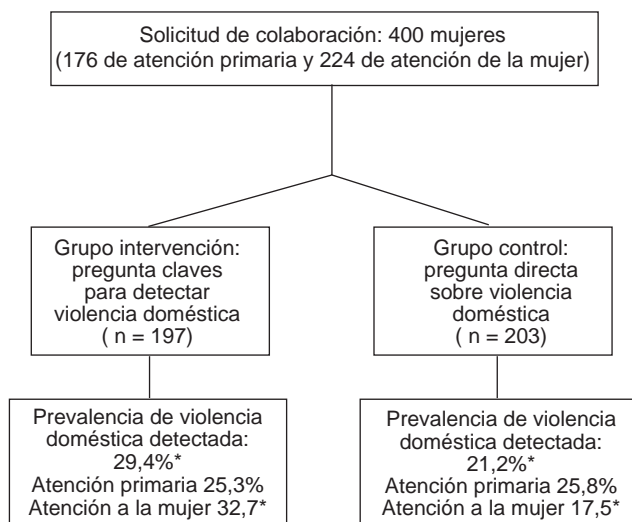 Solicitud de colaboración: 400 mujeres
(176 de atención primaria y 224 de atención de la mujer)
Grupo intervención:
pregunta claves
para detectar
violencia doméstica
( n = 197)
Grupo control:
pregunta directa
sobre violencia
doméstica
( n = 203)
Prevalencia de violencia
doméstica detectada:
29,4%*
Atención primaria 25,3%
Atención a la mujer 32,7*
Prevalencia de violencia
doméstica detectada:
21,2%*
Atención primaria 25,8%
Atención a la mujer 17,5*